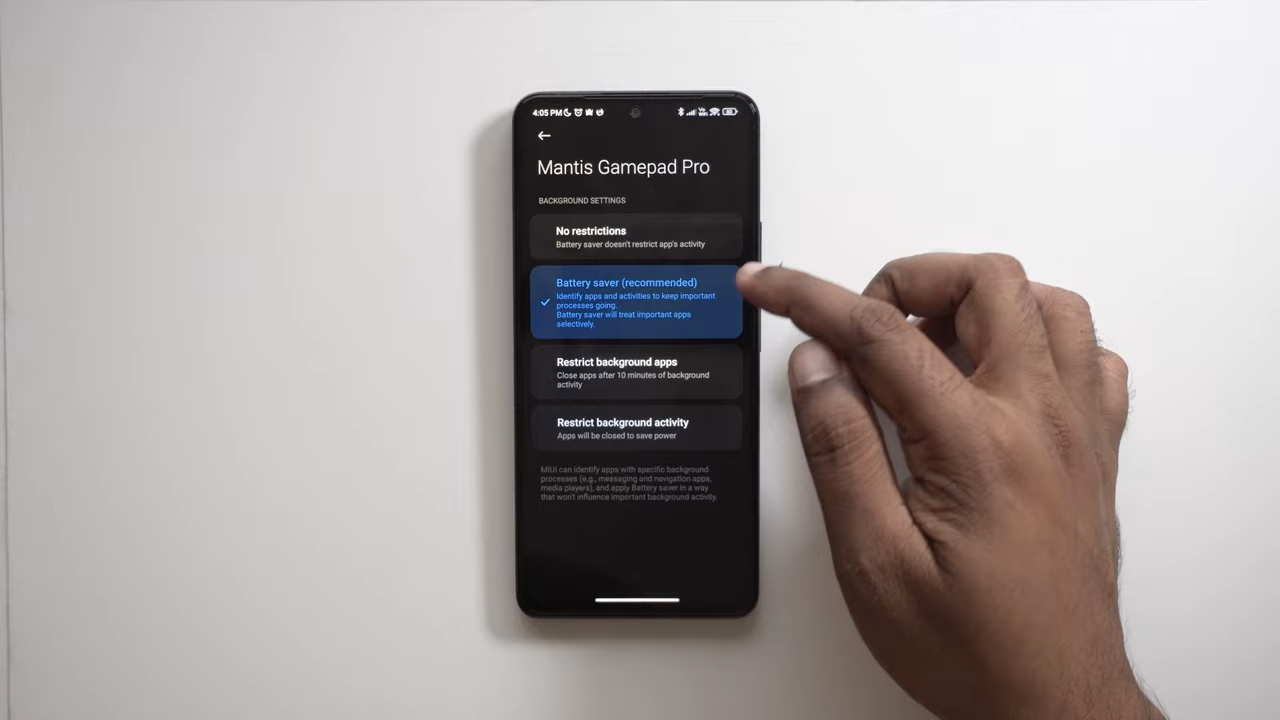 4:05 PM
Mantis Gamepad Pro
BACKGROUND SETTINGS
No restrictions
Battery saver doesn't restrict app's activity
Battery saver (recommended)
Identify apps and activities to keep important
processes going.
Battery saver will treat important apps
selectively.
Restrict background apps
Close apps after 10 minutes of background
activity
Restrict background activity
Apps will be closed to save power
MIUI can identify apps with specific background
processes (e.g., messaging and navigation apps,
media players), and apply Battery saver in a way
that won't influence important background activity.